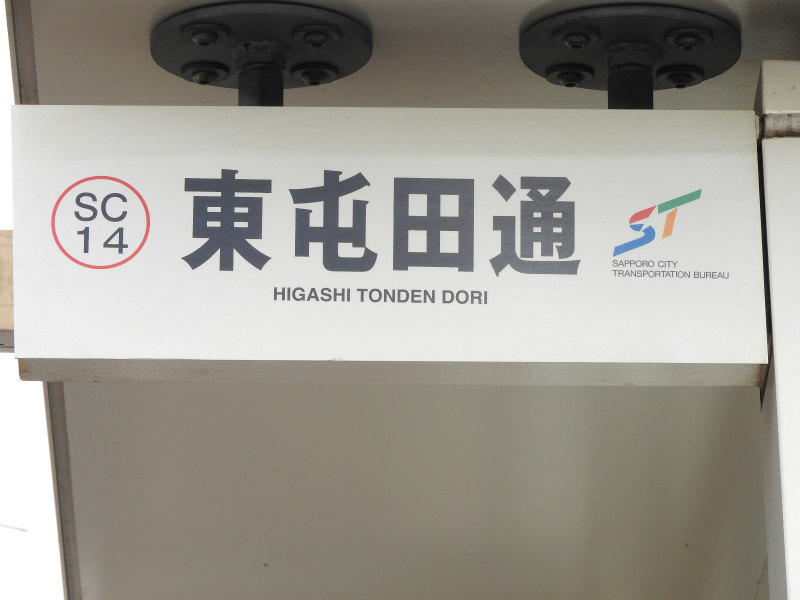 SC
14
東屯田通
HIGASHI TONDEN DORI
ST
SAPPORO CITY
TRANSPORTATION BUREAU